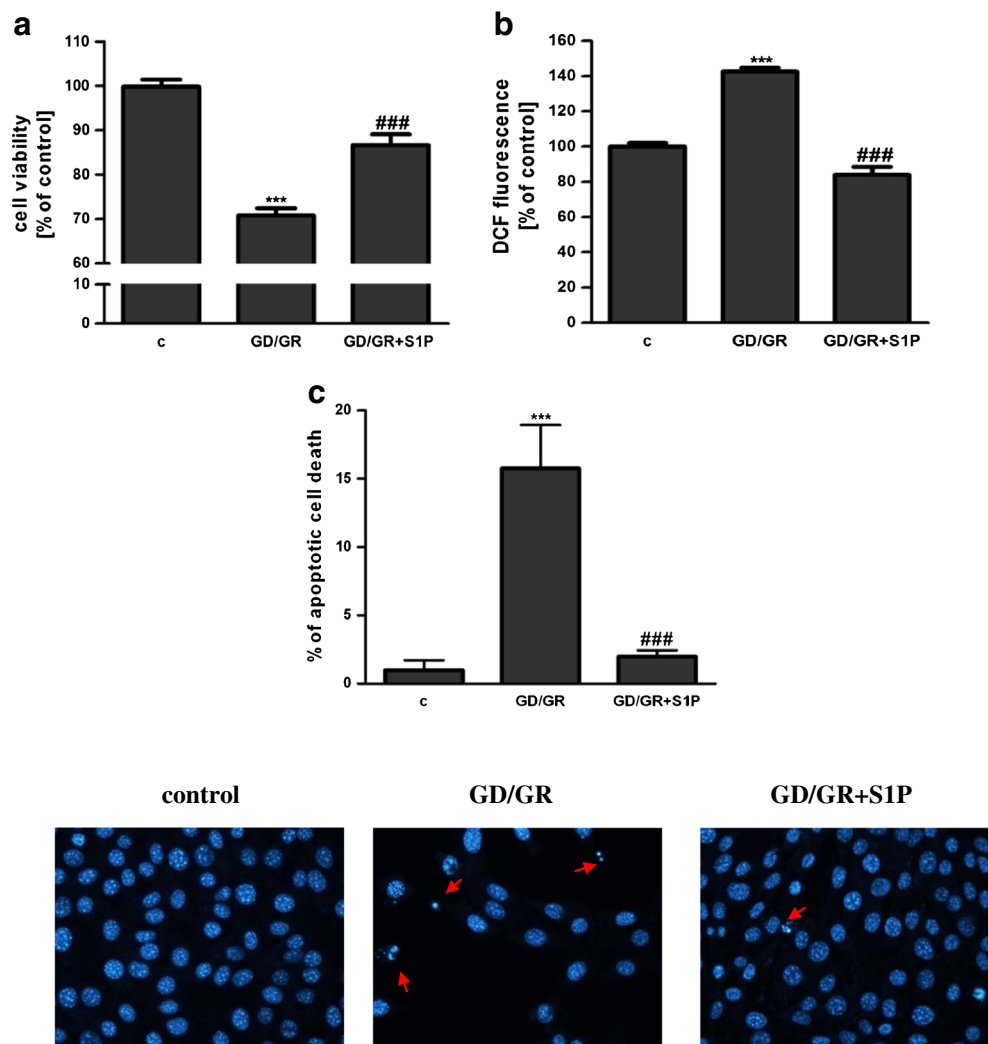 a
cell viability
[% of control]
110
100
90
80
70
60
10
0
***
###
c GD/GR GD/GR+S1P
b
DCF fluorescence
[% of control]
160
140
120
100
80
60
40
20
0
***
###
c GD/GR GD/GR+S1P
c
% of apoptotic cell death
20
15
10
5
0
***
###
c GD/GR GD/GR+S1P
control GD/GR GD/GR+S1P